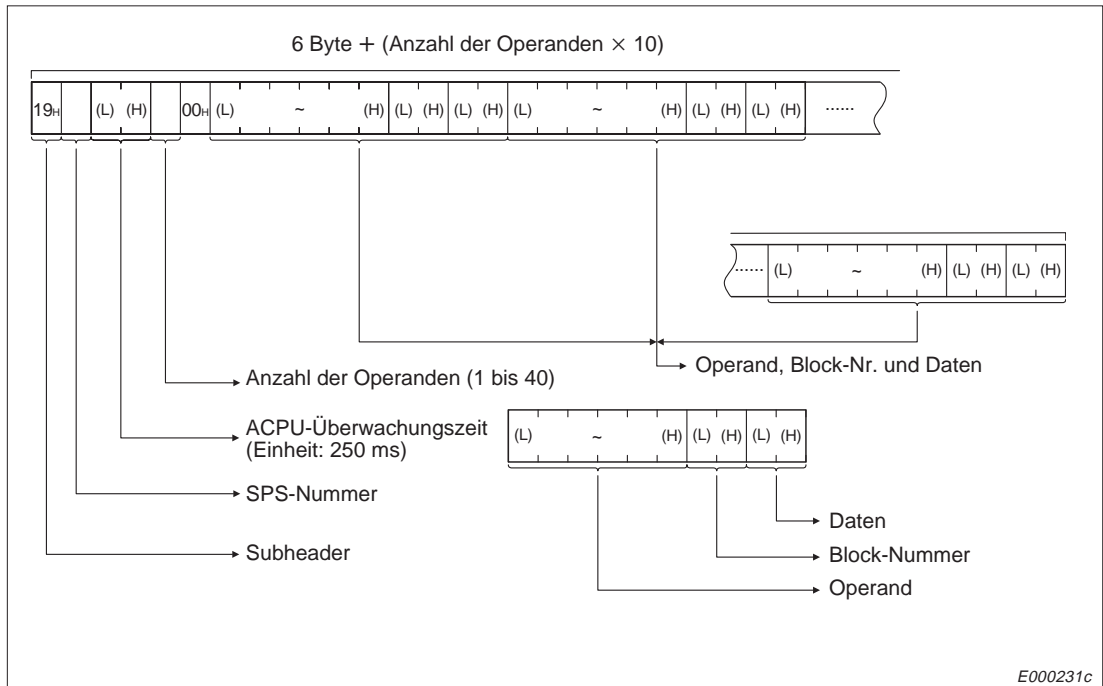 6 Byte + (Anzahl der Operanden × 10)
19H (L) (H) 00H (L) ~ (H) (L) (H) (L) (H) (L) ~ (H) (L) (H) (L) (H) ......
...... (L) ~ (H) (L) (H) (L) (H)
Operand, Block-Nr. und Daten
Anzahl der Operanden (1 bis 40)
ACPU-Überwachungszeit
(Einheit: 250 ms)
SPS-Nummer
Subheader
(L) ~ (H) (L) (H) (L) (H)
Daten
Block-Nummer
Operand
E000231c